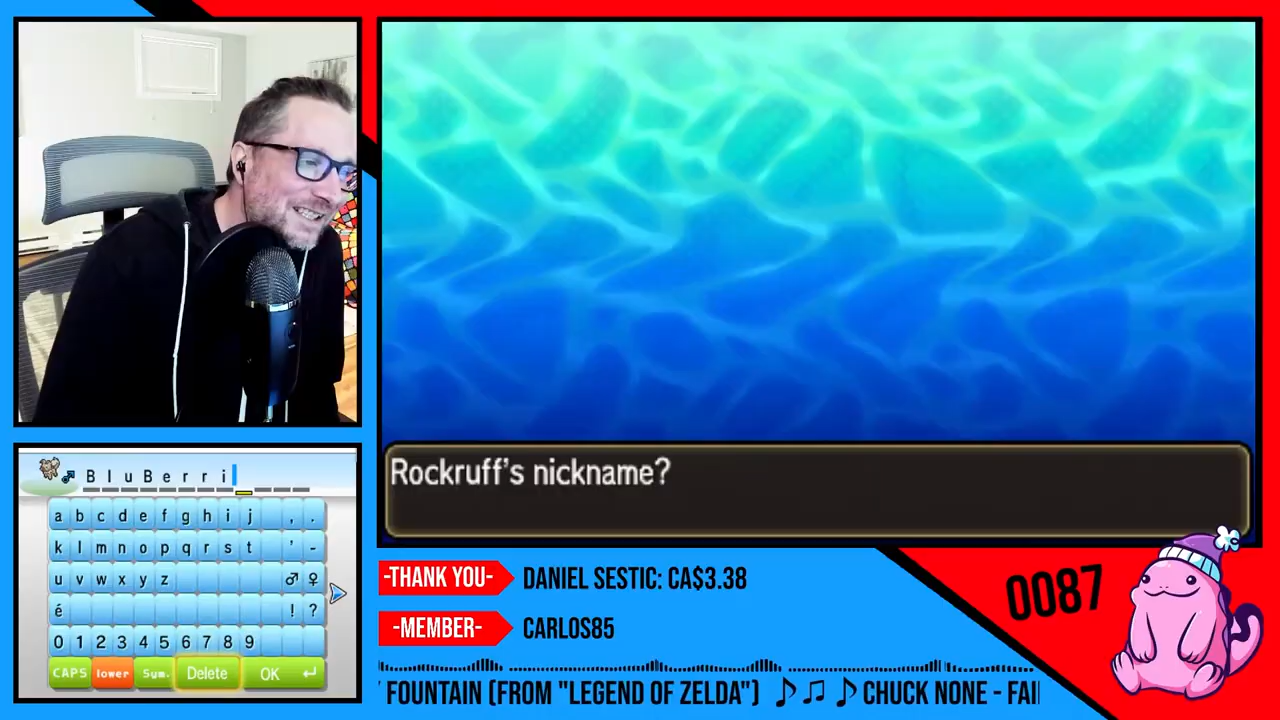 BluBerri
a b c d e f g h i j , .
k l m n o p q r s t ' -
u v w x y z ♂ ♀
é ! ?
0 1 2 3 4 5 6 7 8 9
CAPS lower Sym. Delete OK
Rockruff's nickname?
-THANK YOU- DANIEL SESTIC: CA$3.38
-MEMBER- CARLOS85
0087
FOUNTAIN (FROM "LEGEND OF ZELDA") ♪♫ ♪ CHUCK NONE - FAI